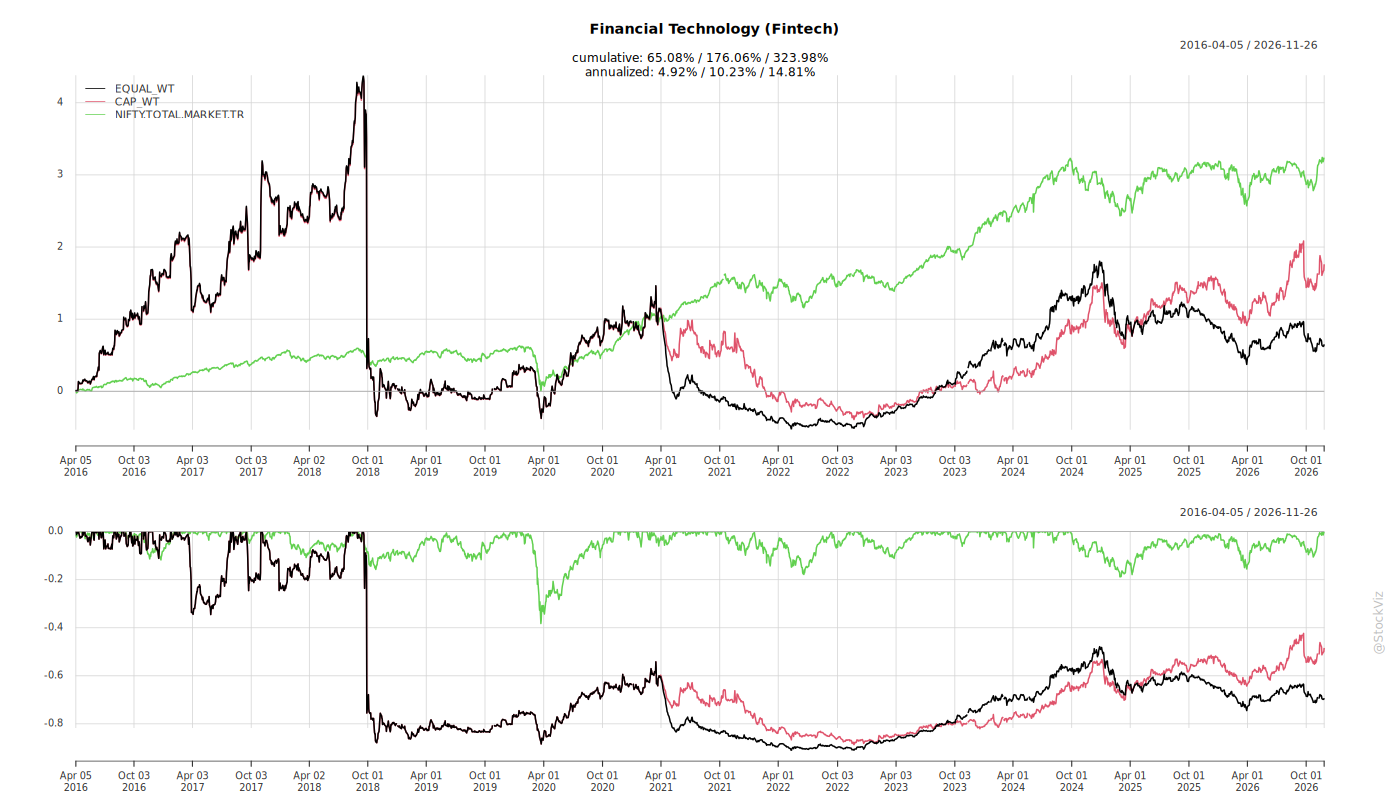 Financial Technology (Fintech)
2016-04-05 / 2026-11-26
cumulative: 65.08% / 176.06% / 323.98%
annualized: 4.92% / 10.23% / 14.81%
EQUAL_WT
CAP_WT
NIFTY.TOTAL.MARKET.TR
4
3
2
1
0
Apr 05 Oct 03 Apr 03 Oct 03 Apr 02 Oct 01 Apr 01 Oct 01 Apr 01 Oct 01 Apr 01 Oct 01 Apr 01 Oct 03 Apr 03 Oct 03 Apr 01 Oct 01 Apr 01 Oct 01 Apr 01 Oct 01
2016 2016 2017 2017 2018 2018 2019 2019 2020 2020 2021 2021 2022 2022 2023 2023 2024 2024 2025 2025 2026 2026
2016-04-05 / 2026-11-26
0.0
-0.2
-0.4
-0.6
-0.8
Apr 05 Oct 03 Apr 03 Oct 03 Apr 02 Oct 01 Apr 01 Oct 01 Apr 01 Oct 01 Apr 01 Oct 01 Apr 01 Oct 03 Apr 03 Oct 03 Apr 01 Oct 01 Apr 01 Oct 01 Apr 01 Oct 01
2016 2016 2017 2017 2018 2018 2019 2019 2020 2020 2021 2021 2022 2022 2023 2023 2024 2024 2025 2025 2026 2026
@StockViz